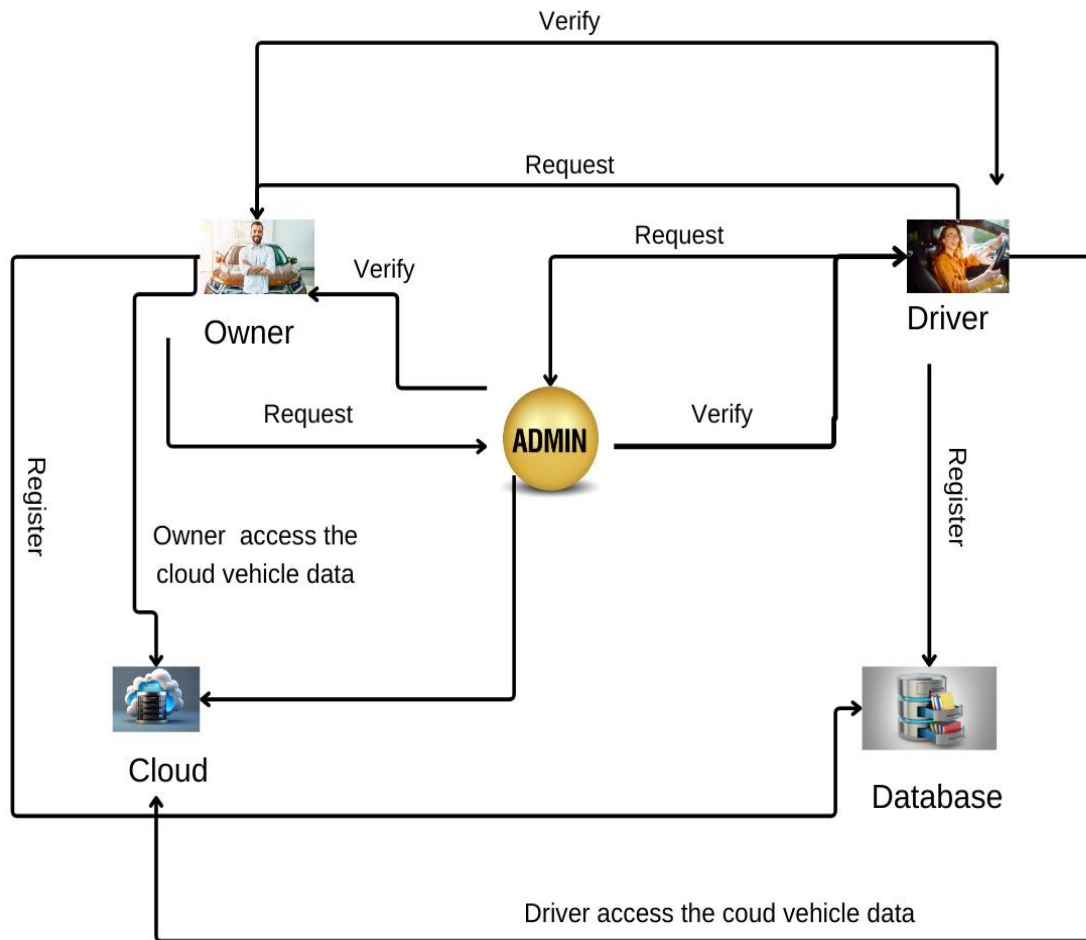 Verify
Request
Request
Verify
Owner
Driver
Request
ADMIN
Verify
Register
Register
Owner access the
cloud vehicle data
Cloud
Database
Driver access the coud vehicle data